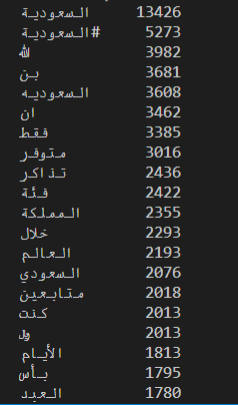 السعودية 13426
#السعودية 5273
لله 3982
بن 3681
السعوديه 3608
ان 3462
فقط 3385
متوفر 3016
تذاكر 2436
فئة 2422
المملكة 2355
خلال 2293
العالم 2193
السعودي 2076
متابعين 2018
كنت 2013
ول 2013
الأيام 1813
بأس 1795
العيد 1780